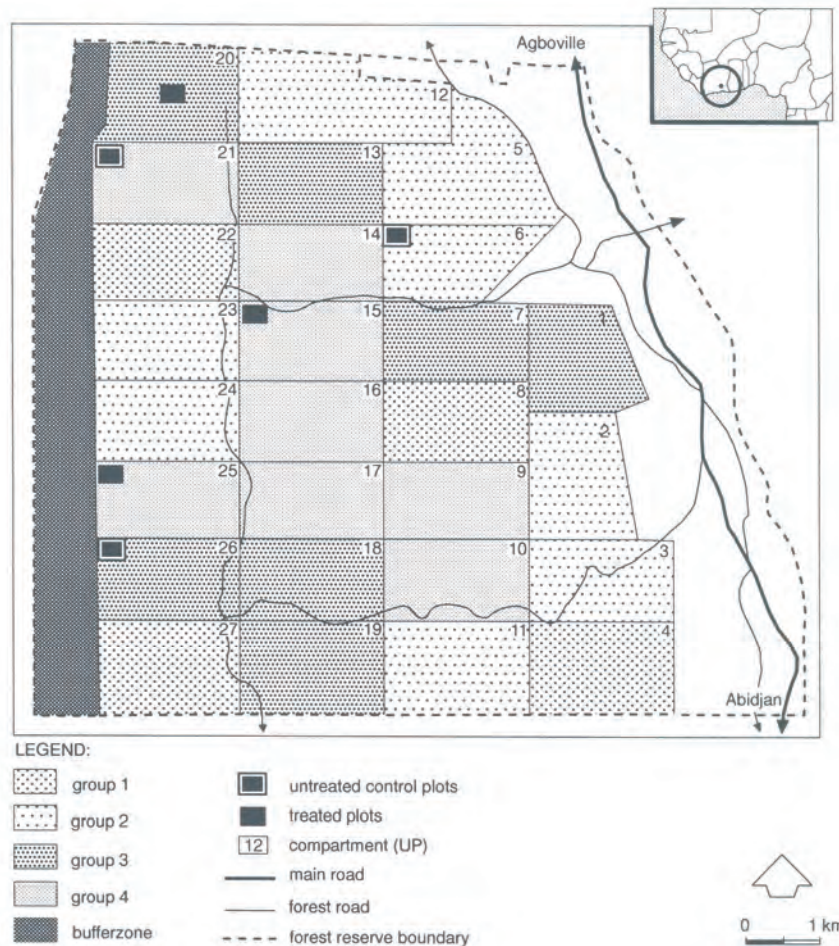 Agboville
20
12
5
21
13
22
14
6
23
15
7
1
24
16
8
2
25
17
9
26
18
10
3
27
19
11
4
Abidjan
LEGEND:
group 1
group 2
group 3
group 4
bufferzone
untreated control plots
treated plots
12 compartment (UP)
main road
forest road
forest reserve boundary
0 1 km